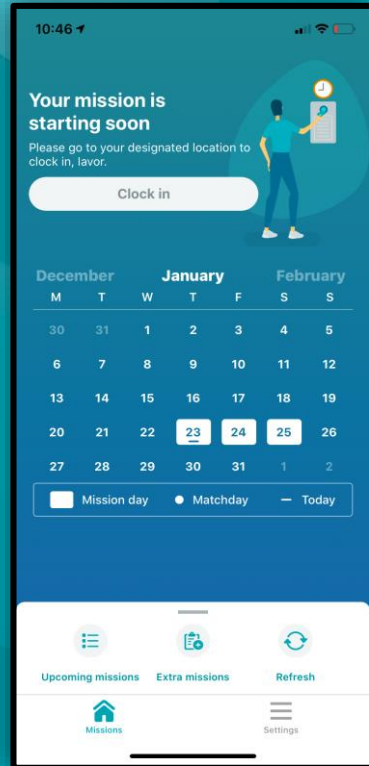 10:46
Your mission is
starting soon
Please go to your designated location to
clock in, lavor.
Clock in
December January February
M T W T F S S
30 31 1 2 3 4 5
6 7 8 9 10 11 12
13 14 15 16 17 18 19
20 21 22 23 24 25 26
27 28 29 30 31 1 2
Mission day Matchday Today
Upcoming missions Extra missions Refresh
Missions Settings